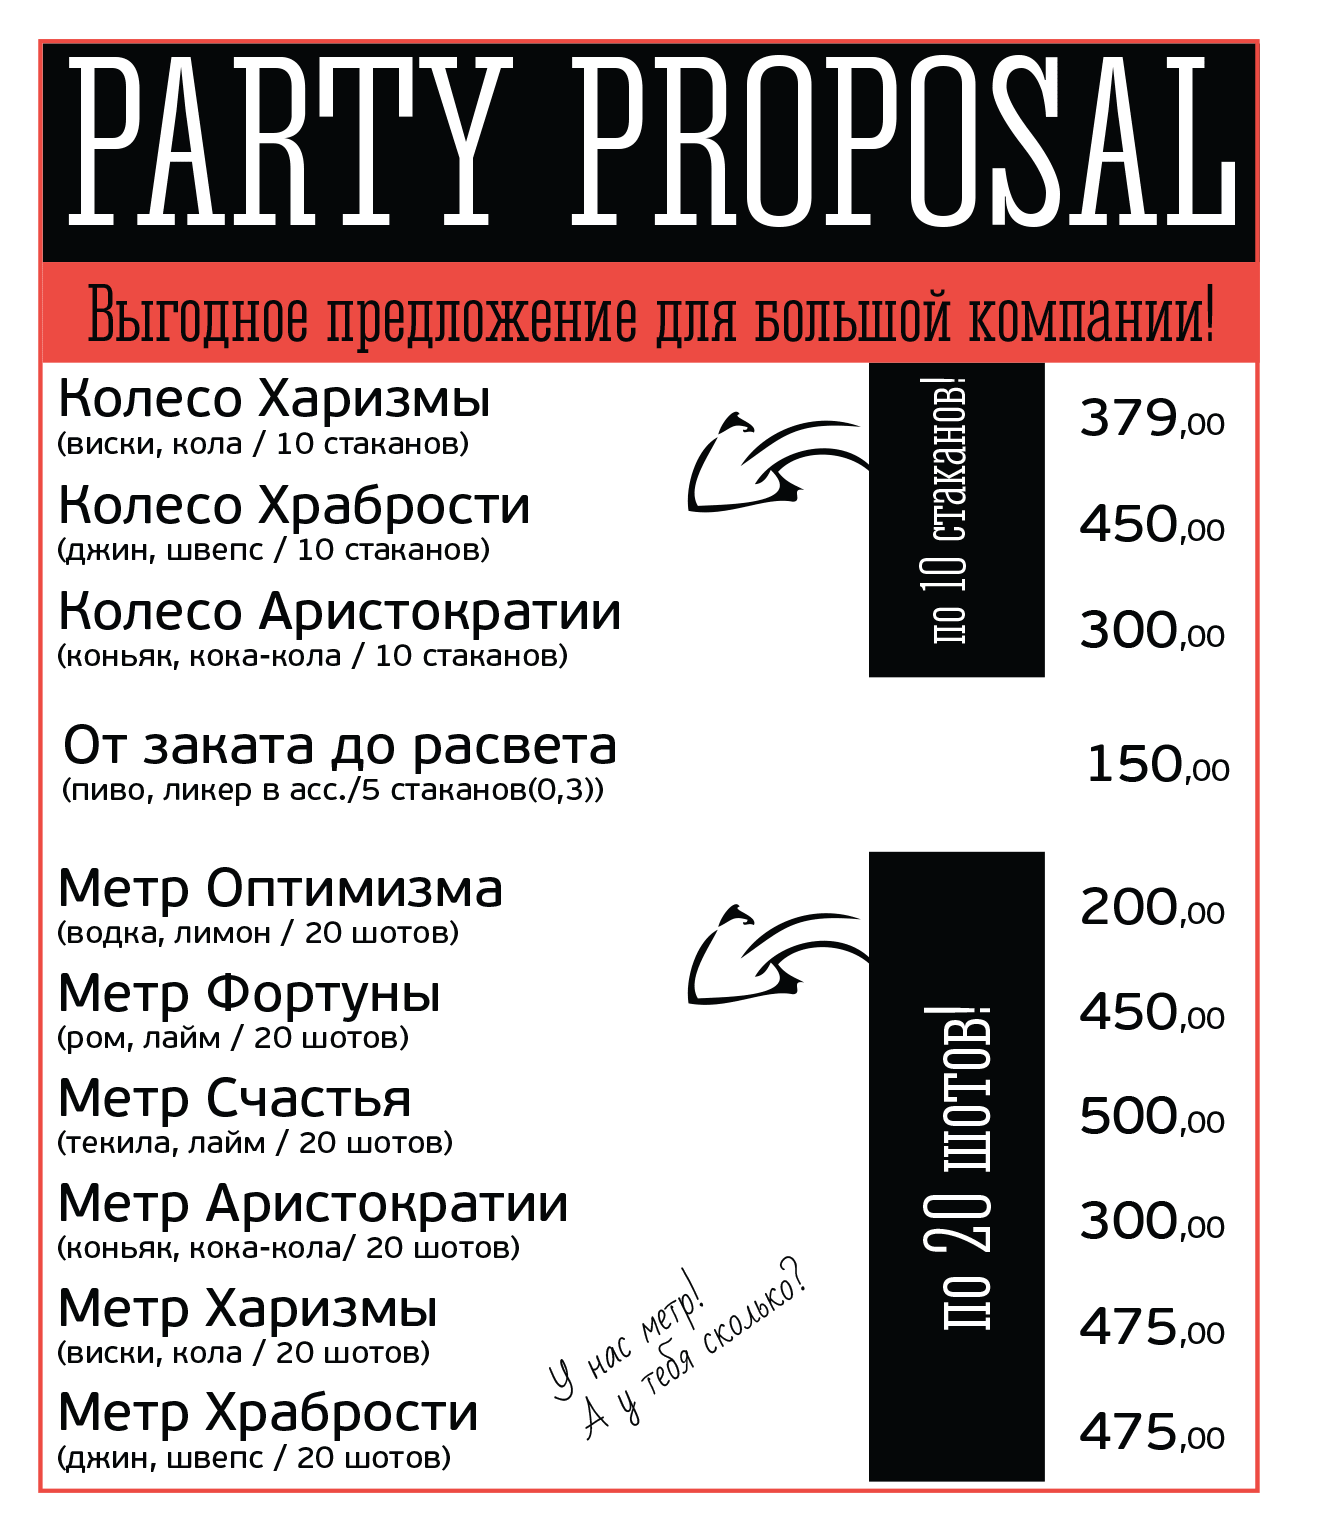 PARTY PROPOSAL
Выгодное предложение для большой компании!
Колесо Харизмы
(виски, кола / 10 стаканов)
379,00
Колесо Храбрости
(джин, швепс / 10 стаканов)
450,00
Колесо Аристократии
(коньяк, кока-кола / 10 стаканов)
300,00
по 10 стаканов!
От заката до расвета
(пиво, ликер в асс./5 стаканов(0,3))
150,00
Метр Оптимизма
(водка, лимон / 20 шотов)
200,00
Метр Фортуны
(ром, лайм / 20 шотов)
450,00
Метр Счастья
(текила, лайм / 20 шотов)
500,00
Метр Аристократии
(коньяк, кока-кола/ 20 шотов)
300,00
Метр Харизмы
(виски, кола / 20 шотов)
475,00
Метр Храбрости
(джин, швепс / 20 шотов)
475,00
по 20 шотов!
У нас метр!
А у тебя сколько?